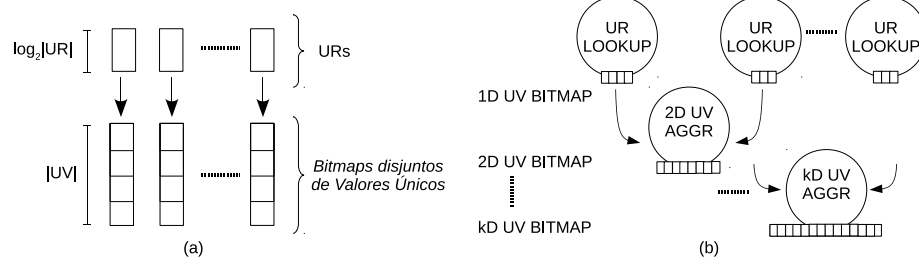 log₂|UR|
URs
|UV|
Bitmaps disjuntos
de Valores Únicos
(a)
UR
LOOKUP
UR
LOOKUP
UR
LOOKUP
1D UV BITMAP
2D UV
AGGR
2D UV BITMAP
kD UV
AGGR
kD UV BITMAP
(b)